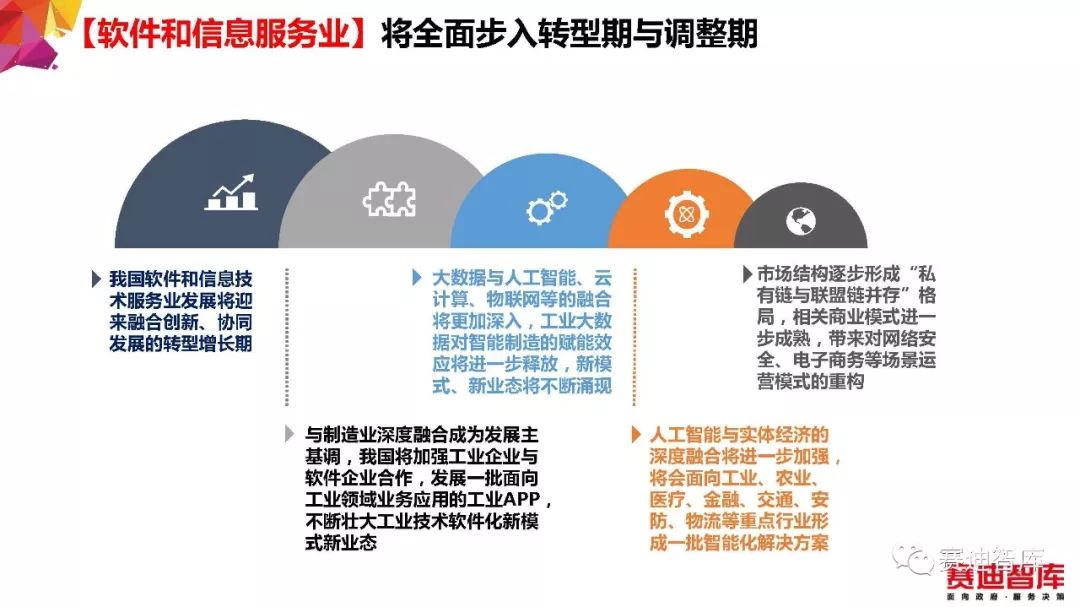 【软件和信息服务业】将全面步入转型期与调整期
我国软件和信息技
术服务业发展将迎
来融合创新、协同
发展的转型增长期
与制造业深度融合成为发展主
基调，我国将加强工业企业与
软件企业合作，发展一批面向
工业领域业务应用的工业APP，
不断壮大工业技术软件化新模
式新业态
大数据与人工智能、云
计算、物联网等的融合
将更加深入，工业大数
据对智能制造的赋能效
应将进一步释放，新模
式、新业态将不断涌现
人工智能与实体经济的
深度融合将进一步加强，
将会面向工业、农业、
医疗、金融、交通、安
防、物流等重点行业形
成一批智能化解决方案
市场结构逐步形成“私
有链与联盟链并存”格
局，相关商业模式进一
步成熟，带来对网络安
全、电子商务等场景运
营模式的重构
赛迪智库
赛迪智库
面向政府·服务决策